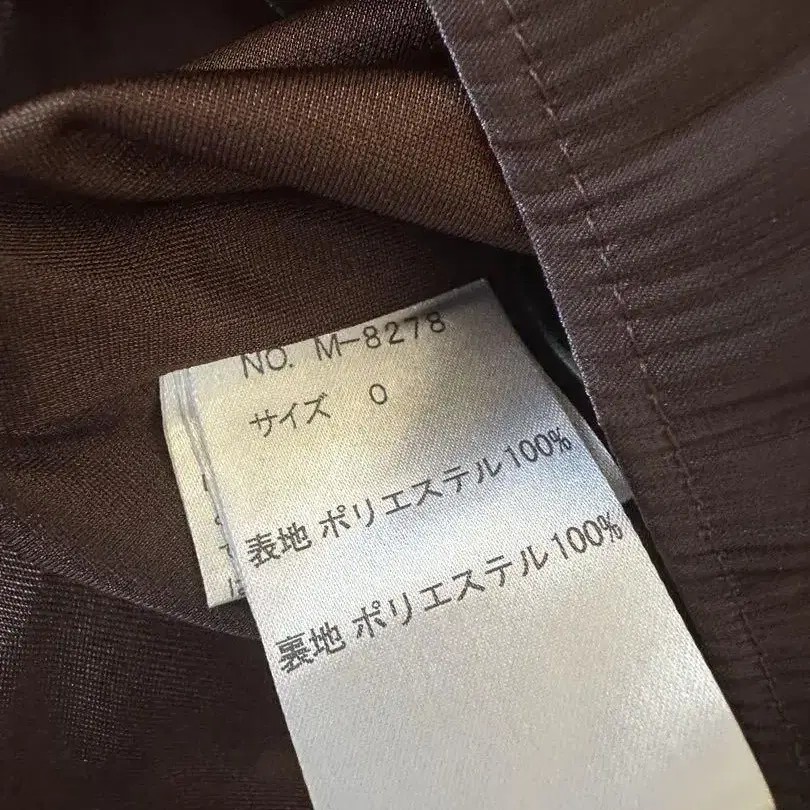 NO. M-8278
サイズ 0
表地 ポリエステル100%
裏地 ポリエステル100%